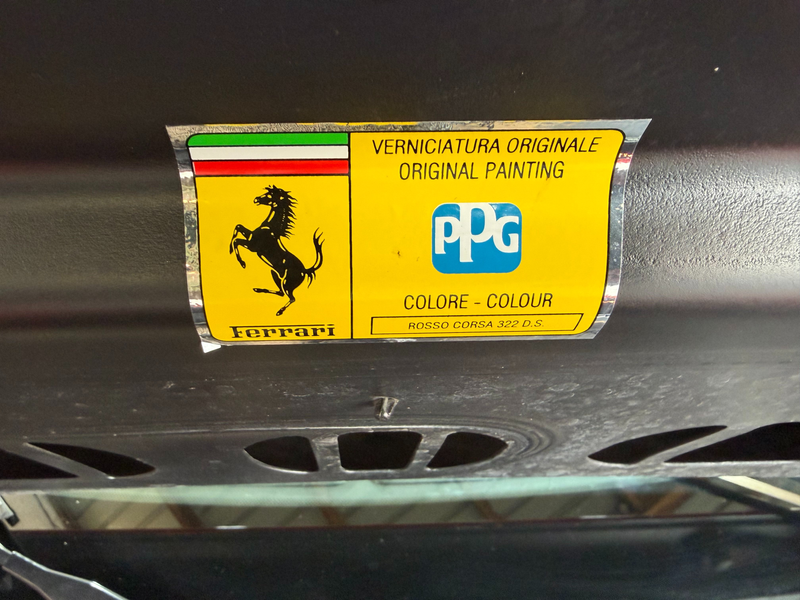 VERNICIATURA ORIGINALE
ORIGINAL PAINTING
PPG
COLORE - COLOUR
ROSSO CORSA 322 D.S.
Ferrari